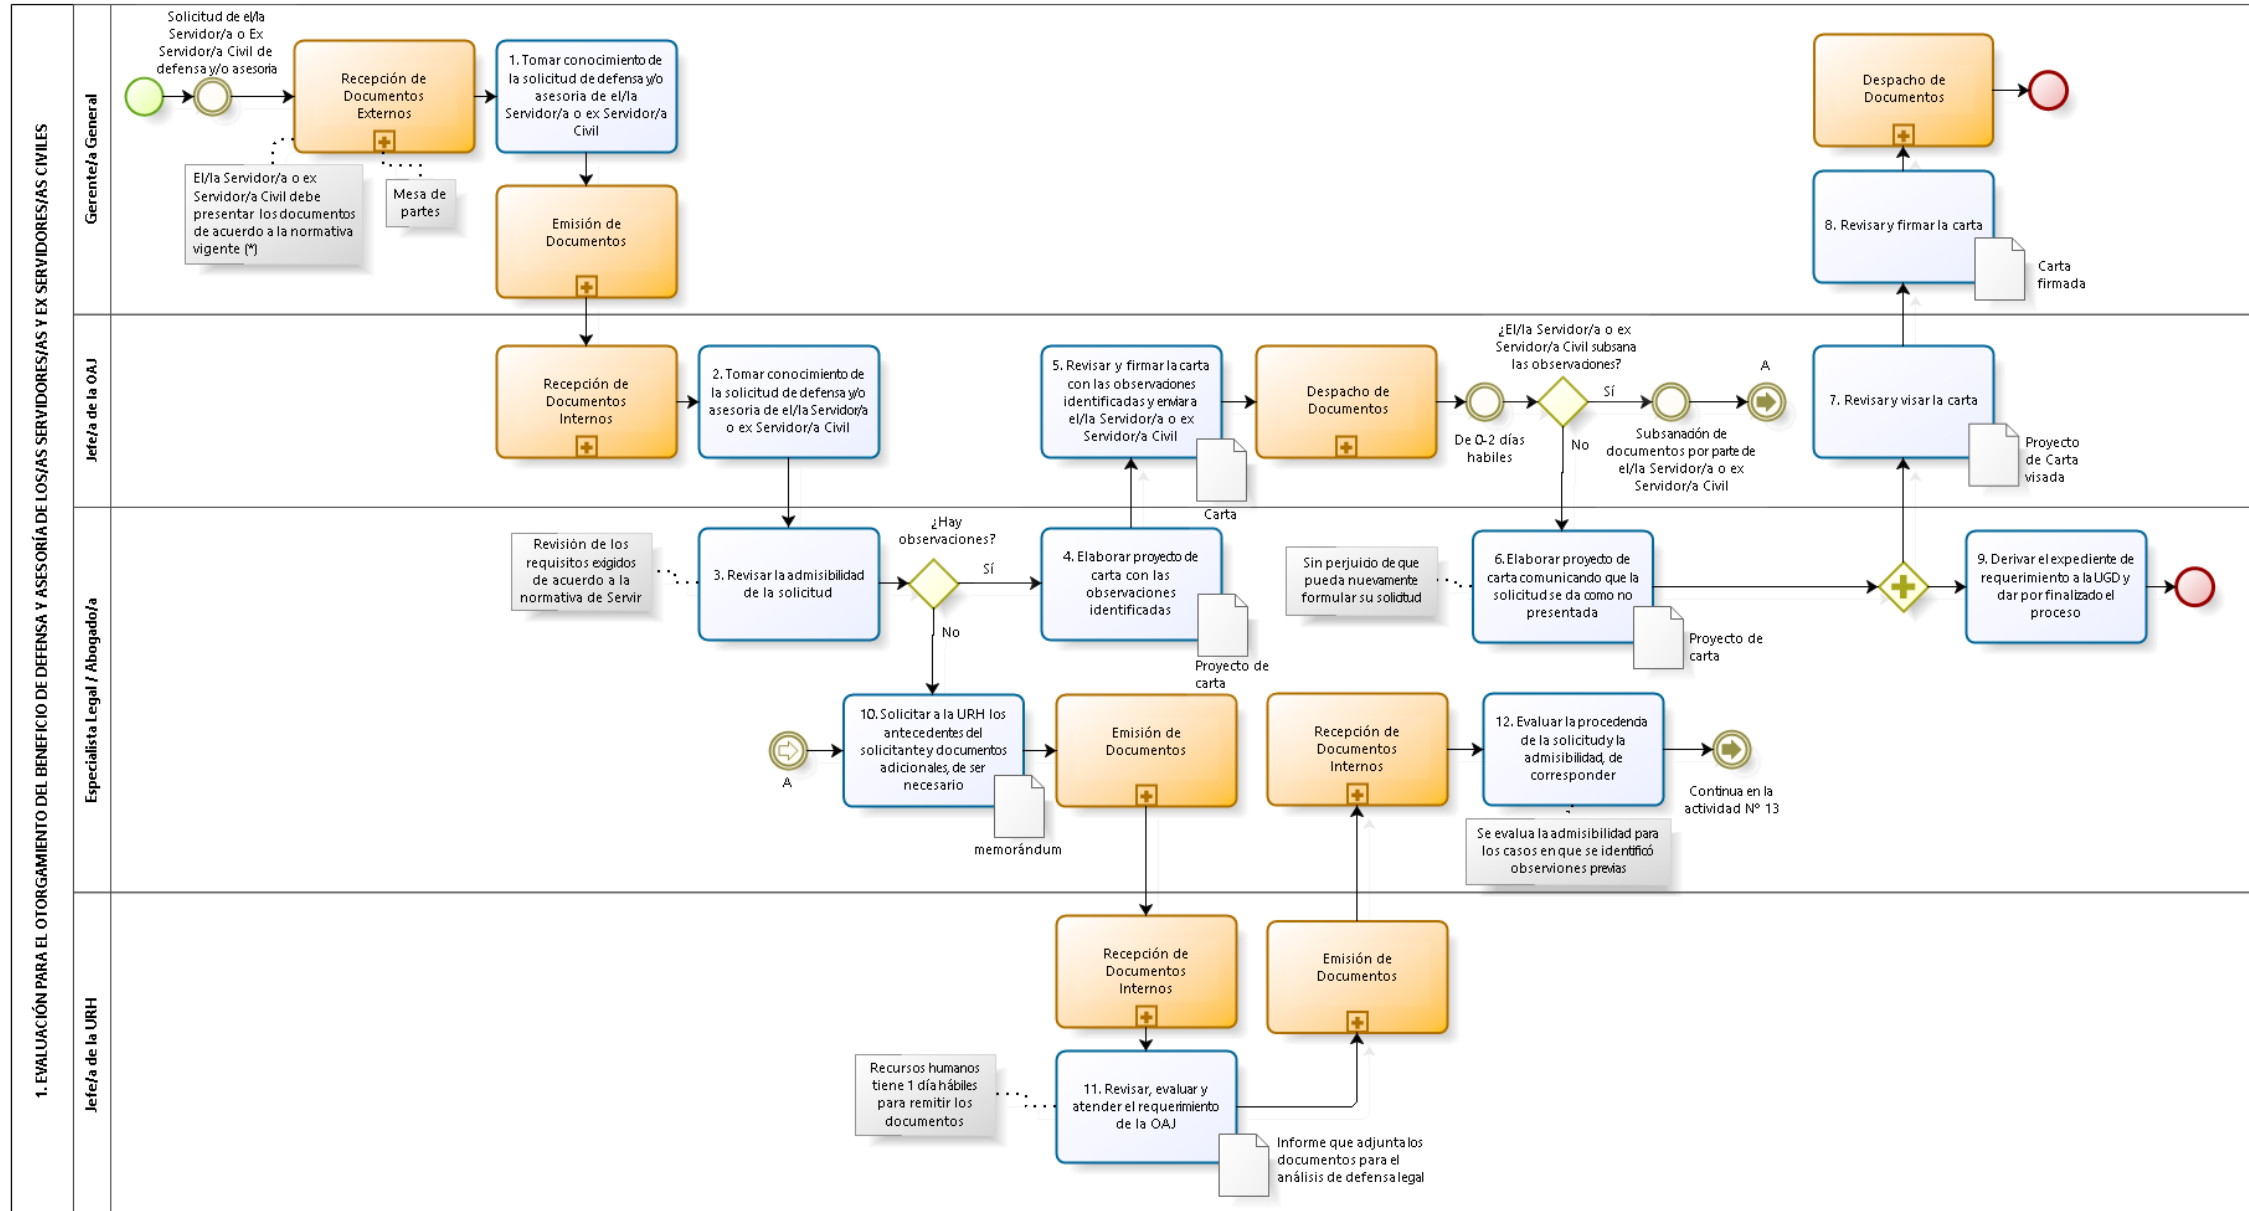 1. EVALUACIÓN PARA EL OTORGAMIENTO DEL BENEFICIO DE DEFENSA Y ASESORÍA DE LOS/AS SERVIDORES/AS Y EX SERVIDORES/AS CIVILES
Gerente/a General
Solicitud de el/la
Servidor/a o Ex
Servidor/a Civil de
defensa y/o asesoria
Recepción de
Documentos
Externos
1. Tomar conocimiento de
la solicitud de defensa y/o
asesoria de el/la
Servidor/a o ex Servidor/a
Civil
El/la Servidor/a o ex
Servidor/a Civil debe
presentar los documentos
de acuerdo a la normativa
vigente (*)
Mesa de
partes
Emisión de
Documentos
Despacho de
Documentos
8. Revisar y firmar la carta
Carta
firmada
Jefe/a de la OAJ
Recepción de
Documentos
Internos
2. Tomar conocimiento de
la solicitud de defensa y/o
asesoria de el/la Servidor/a
o ex Servidor/a Civil
5. Revisar y firmar la carta
con las observaciones
identificadas y enviar a
el/la Servidor/a o ex
Servidor/a Civil
Carta
Despacho de
Documentos
De 0-2 días
habiles
¿El/la Servidor/a o ex
Servidor/a Civil subsana
las observaciones?
Sí
No
Subsanación de
documentos por parte de
el/la Servidor/a o ex
Servidor/a Civil
A
7. Revisar y visar la carta
Proyecto
de Carta
visada
Especialista Legal / Abogado/a
Revisión de los
requisitos exigidos
de acuerdo a la
normativa de Servir
3. Revisar la admisibilidad
de la solicitud
¿Hay
observaciones?
Sí
No
4. Elaborar proyecto de
carta con las
observaciones
identificadas
Proyecto de
carta
Sin perjuicio de que
pueda nuevamente
formular su solicitud
6. Elaborar proyecto de
carta comunicando que la
solicitud se da como no
presentada
Proyecto de
carta
9. Derivar el expediente de
requerimiento a la UGD y
dar por finalizado el
proceso
A
10. Solicitar a la URH los
antecedentes del
solicitante y documentos
adicionales, de ser
necesario
memorándum
Emisión de
Documentos
Recepción de
Documentos
Internos
12. Evaluar la procedencia
de la solicitud y la
admisibilidad, de
corresponder
Continua en la
actividad Nº 13
Se evalua la admisibilidad para
los casos en que se identificó
observiones previas
Jefe/a de la URH
Recepción de
Documentos
Internos
Emisión de
Documentos
Recursos humanos
tiene 1 día hábiles
para remitir los
documentos
11. Revisar, evaluar y
atender el requerimiento
de la OAJ
Informe que adjunta los
documentos para el
análisis de defensa legal